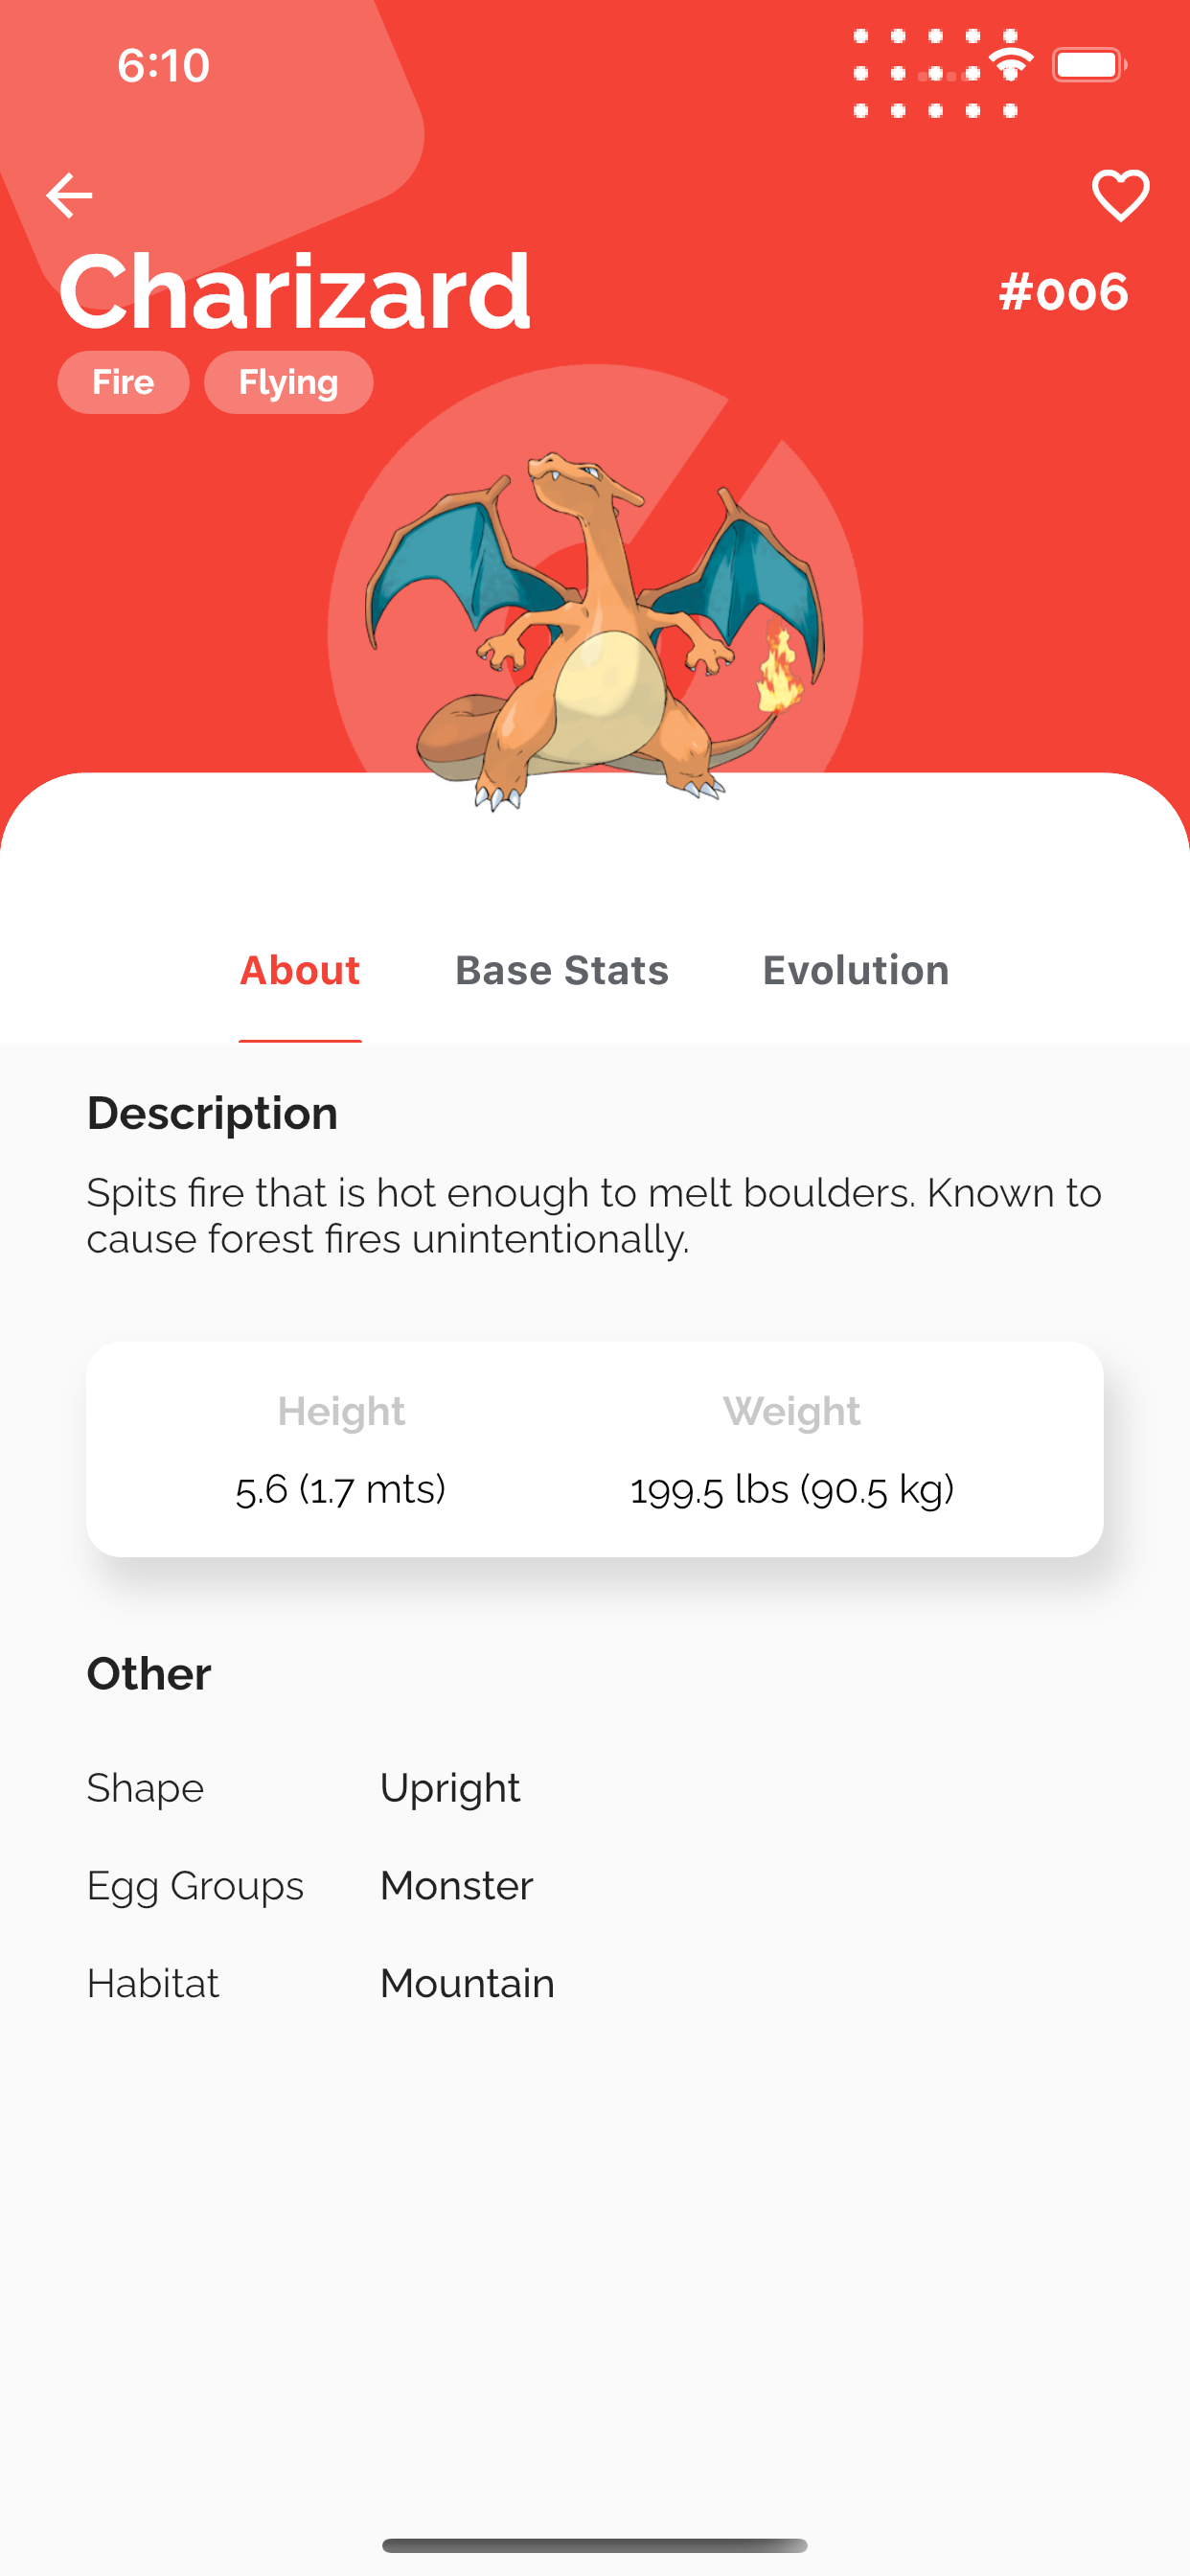 6:10
Charizard
#006
Fire
Flying
About
Base Stats
Evolution
Description
Spits fire that is hot enough to melt boulders. Known to
cause forest fires unintentionally.
Height
Weight
5.6 (1.7 mts)
199.5 lbs (90.5 kg)
Other
Shape
Upright
Egg Groups
Monster
Habitat
Mountain